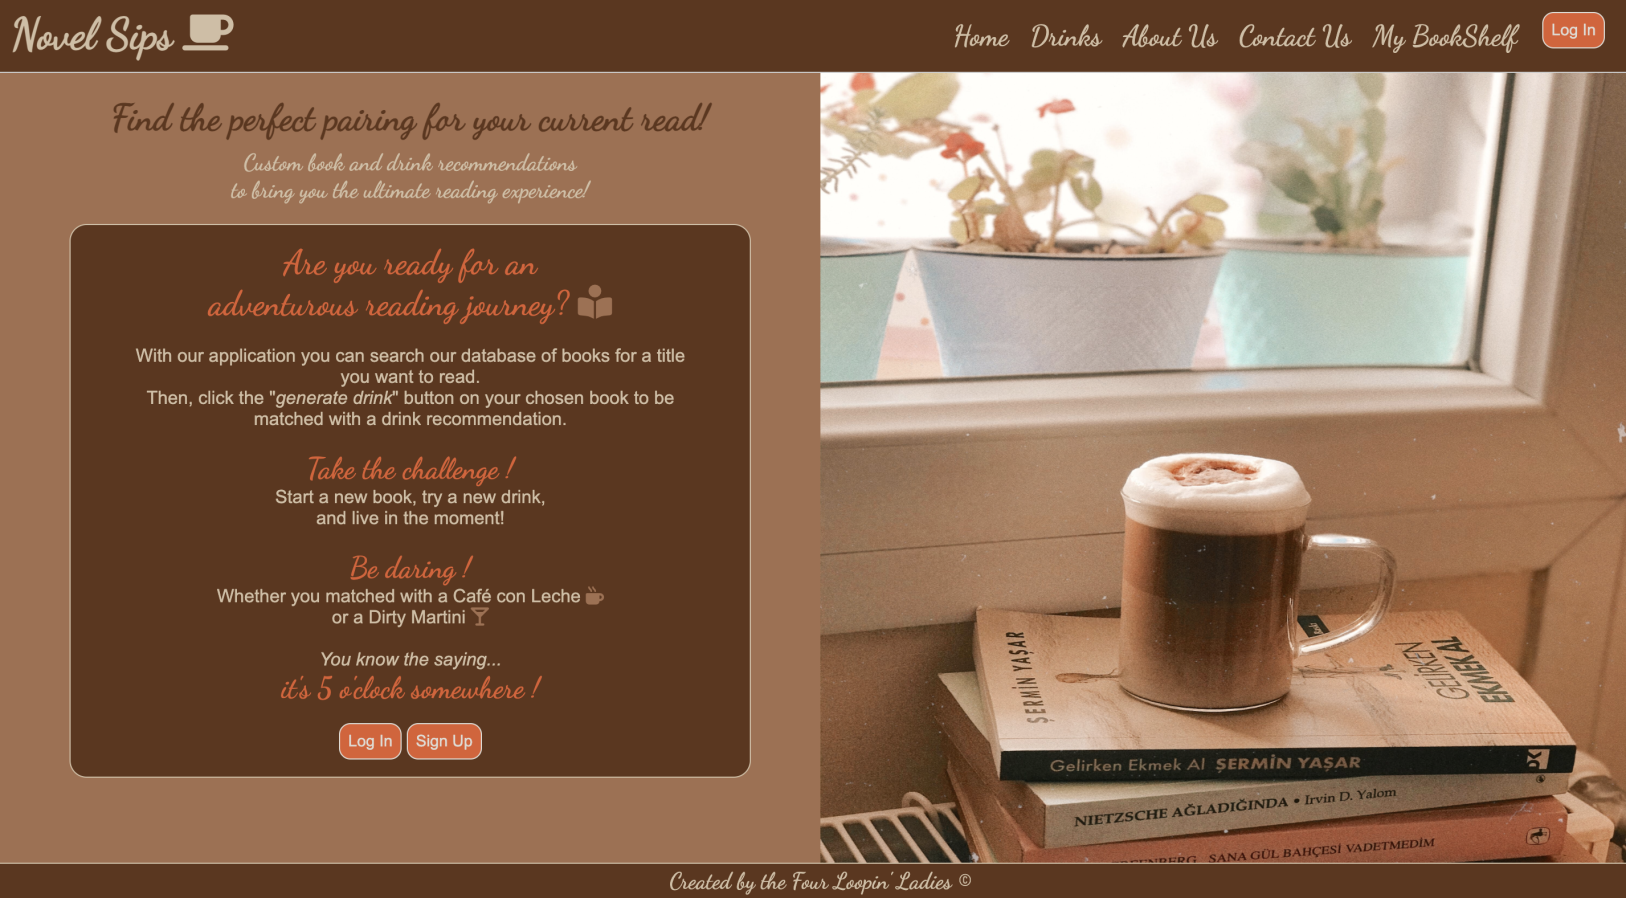 Novel Sips
Home Drinks About Us Contact Us My BookShelf Log In
Find the perfect pairing for your current read!
Custom book and drink recommendations
to bring you the ultimate reading experience!
Are you ready for an
adventurous reading journey?
With our application you can search our database of books for a title
you want to read.
Then, click the "generate drink" button on your chosen book to be
matched with a drink recommendation.
Take the challenge !
Start a new book, try a new drink,
and live in the moment!
Be daring !
Whether you matched with a Café con Leche
or a Dirty Martini
You know the saying...
it's 5 o'clock somewhere !
Log In Sign Up
ŞERMİN YAŞAR
GELİRKEN
EKMEK AL
Gelirken Ekmek Al ŞERMİN YAŞAR
NIETZSCHE AĞLADIĞINDA • Irvin D. Yalom
SANA GÜL BAHÇESİ VADETMEDİM
Created by the Four Loopin' Ladies ©